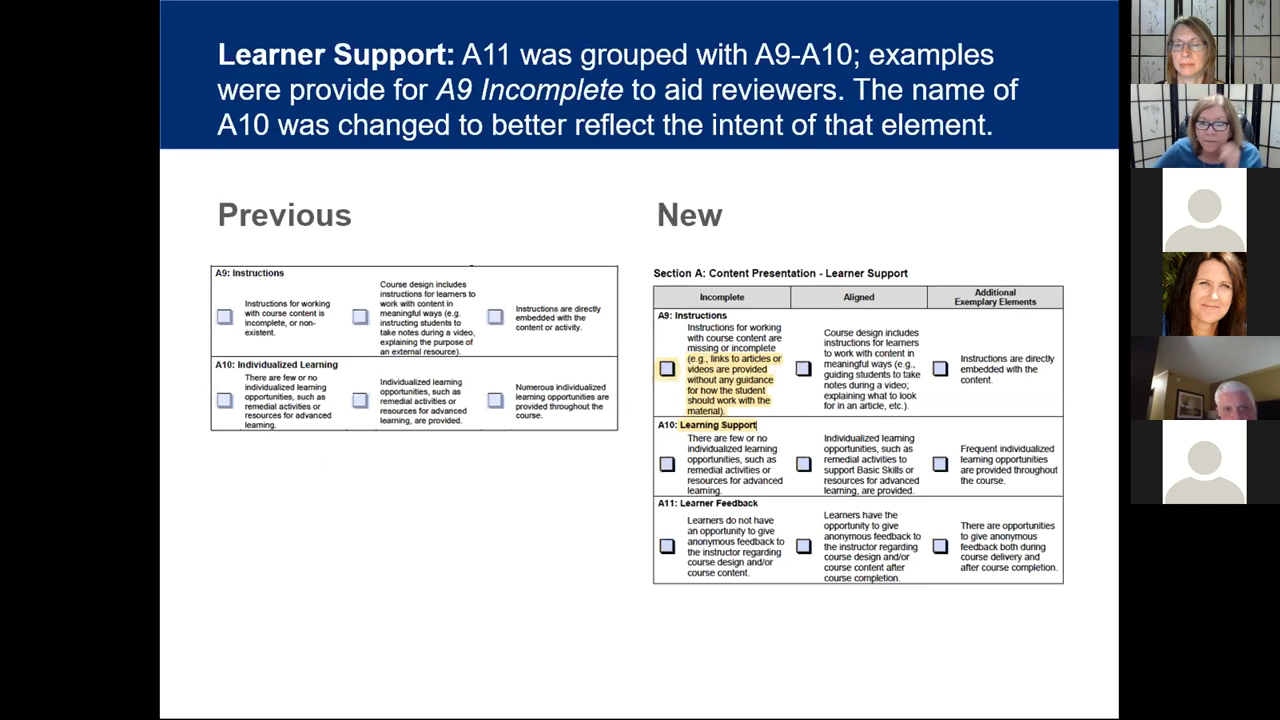 Learner Support: A11 was grouped with A9-A10; examples
were provide for A9 Incomplete to aid reviewers. The name of
A10 was changed to better reflect the intent of that element.
Previous
A9: Instructions
Instructions for working
with course content is
incomplete, or non-
existent.
Course design includes
instructions for learners to
work with content in
meaningful ways (e.g.
instructing students to
take notes during a video,
explaining the purpose of
an external resource).
Instructions are directly
embedded with the
content or activity.
A10: Individualized Learning
There are few or no
individualized learning
opportunities, such as
remedial activities or
resources for advanced
learning.
Individualized learning
opportunities, such as
remedial activities or
resources for advanced
learning, are provided.
Numerous individualized
learning opportunities are
provided throughout the
course.
New
Section A: Content Presentation - Learner Support
Incomplete
Aligned
Additional
Exemplary Elements
A9: Instructions
Instructions for working
with course content are
missing or incomplete
(e.g., links to articles or
videos are provided
without any guidance
for how the student
should work with the
material).
Course design includes
instructions for learners
to work with content in
meaningful ways (e.g.,
guiding students to take
notes during a video;
explaining what to look
for in an article, etc.).
Instructions are directly
embedded with the
content.
A10: Learning Support
There are few or no
individualized learning
opportunities, such as
remedial activities or
resources for advanced
learning.
Individualized learning
opportunities, such as
remedial activities to
support Basic Skills or
resources for advanced
learning, are provided.
Frequent individualized
learning opportunities
are provided throughout
the course.
A11: Learner Feedback
Learners do not have
an opportunity to give
anonymous feedback to
the instructor regarding
course design and/or
course content.
Learners have the
opportunity to give
anonymous feedback to
the instructor regarding
course design and/or
course content after
course completion.
There are opportunities
to give anonymous
feedback both during
course delivery and
after course completion.